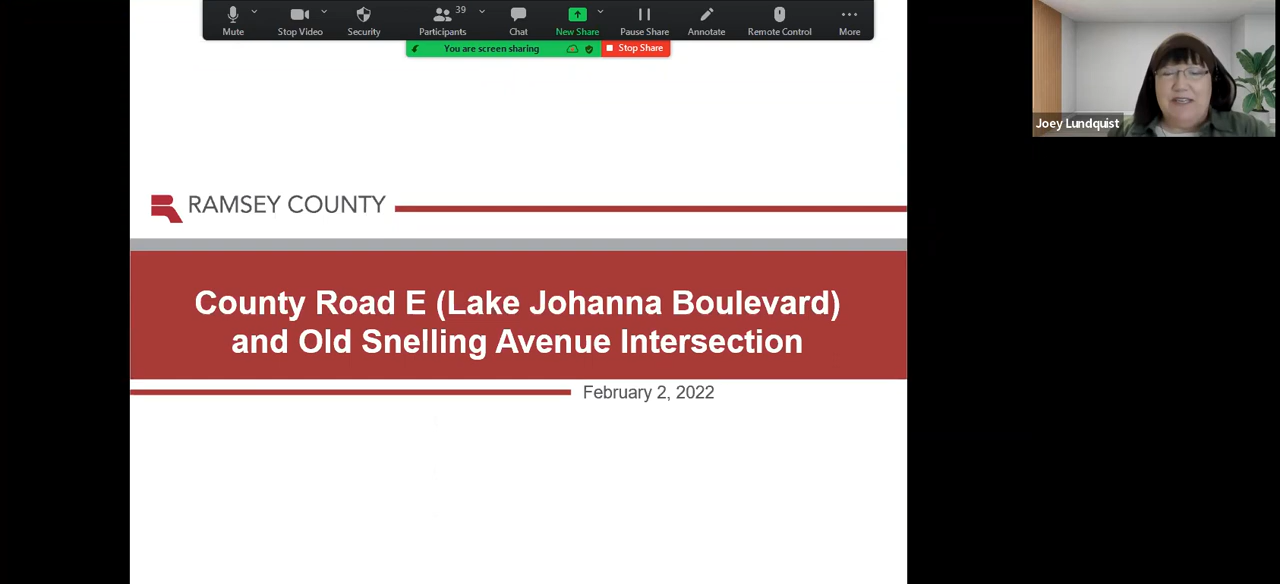 39
Mute
Stop Video
Security
Participants
Chat
New Share
Pause Share
Annotate
Remote Control
More
You are screen sharing
Stop Share
Joey Lundquist
RAMSEY COUNTY
County Road E (Lake Johanna Boulevard)
and Old Snelling Avenue Intersection
February 2, 2022